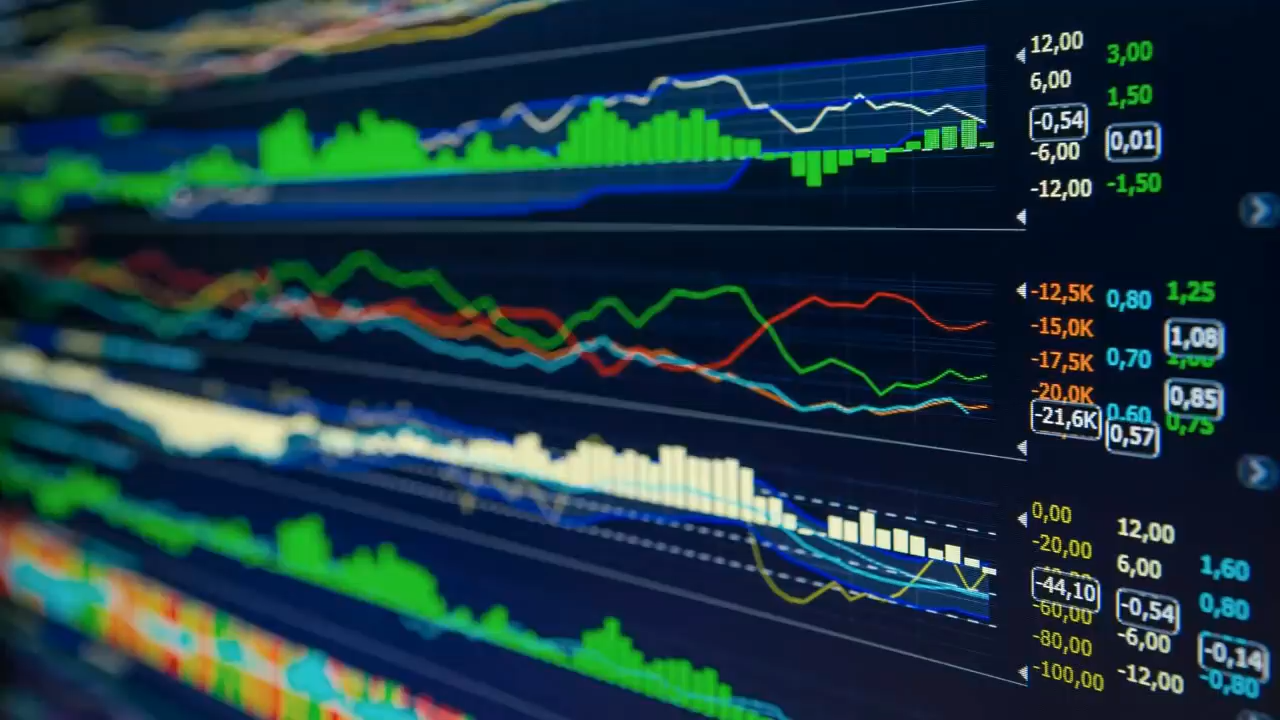 12,00 3,00
6,00 1,50
-0,54 0,01
-6,00
-12,00 -1,50
-12,5K 0,80 1,25
-15,0K 1,08
-17,5K 0,70
-20,0K 0,85
-21,6K 0,60 0,75
0,57
0,00 12,00
-20,00 6,00 1,60
-44,10 -0,54 0,80
-60,00 -6,00 -0,14
-80,00 -12,00 -0,80
-100,00